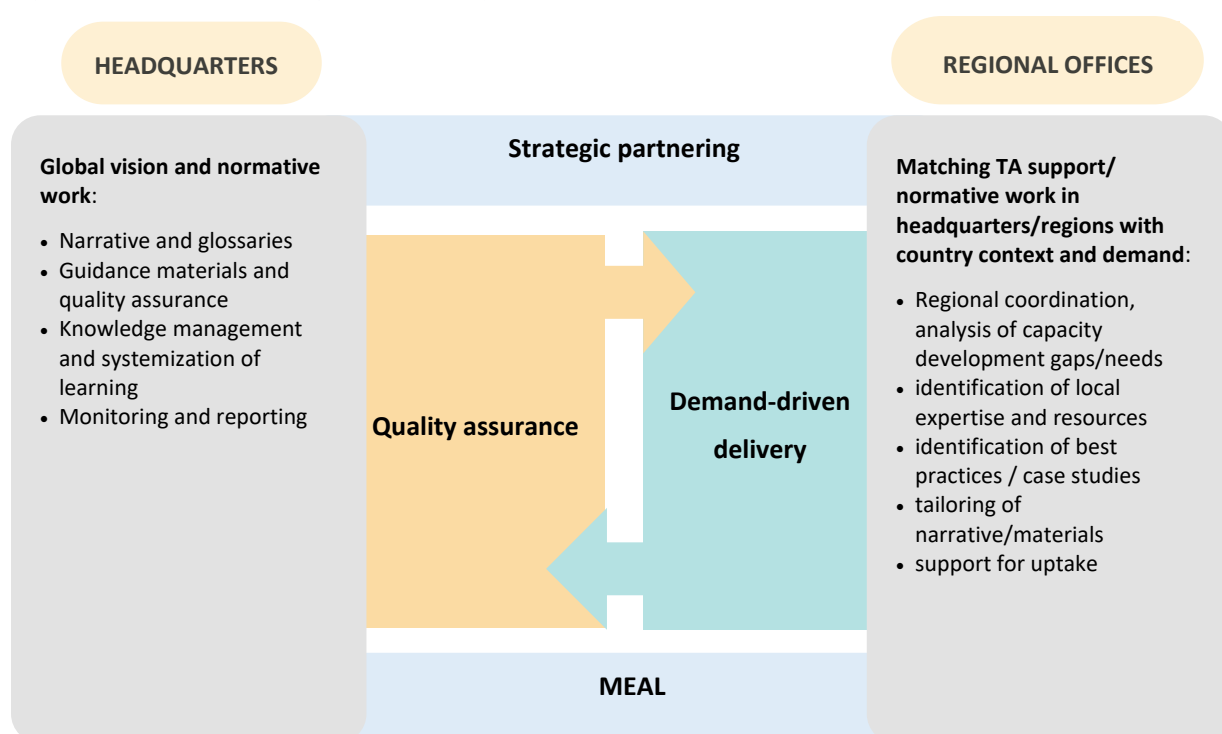 HEADQUARTERS
REGIONAL OFFICES
Global vision and normative
work:
• Narrative and glossaries
• Guidance materials and
quality assurance
• Knowledge management
and systemization of
learning
• Monitoring and reporting
Strategic partnering
Quality assurance
Demand-driven
delivery
MEAL
Matching TA support/
normative work in
headquarters/regions with
country context and demand:
• Regional coordination,
analysis of capacity
development gaps/needs
• identification of local
expertise and resources
• identification of best
practices / case studies
• tailoring of
narrative/materials
• support for uptake